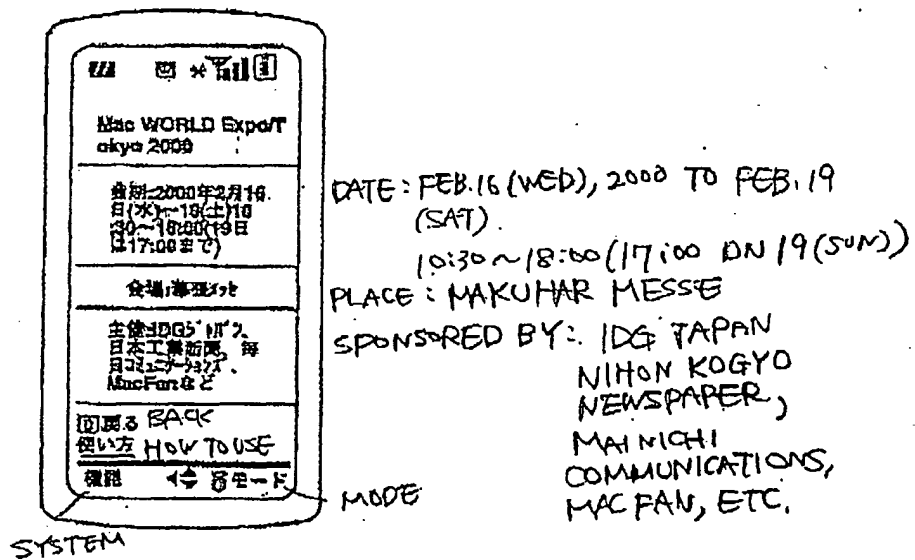 Mac WORLD Expo/T
okyo 2000
会期:2000年2月16
日(水)~19(土)10
:30~18:00(19日
は17:00まで)
会場:幕張メッセ
主催:IDGジャパン、
日本工業新聞、毎
日コミュニケーションズ、
MacFanなど
回戻る BACK
使い方 HOW TO USE
モード
DATE: FEB.16 (WED), 2000 TO FEB. 19
(SAT).
10:30~18:00 (17:00 ON 19 (SUN))
PLACE: MAKUHAR MESSE
SPONSORED BY: IDG JAPAN
NIHON KOGYO
NEWSPAPER,
MAINICHI
COMMUNICATIONS,
MAC FAN, ETC.
MODE
SYSTEM